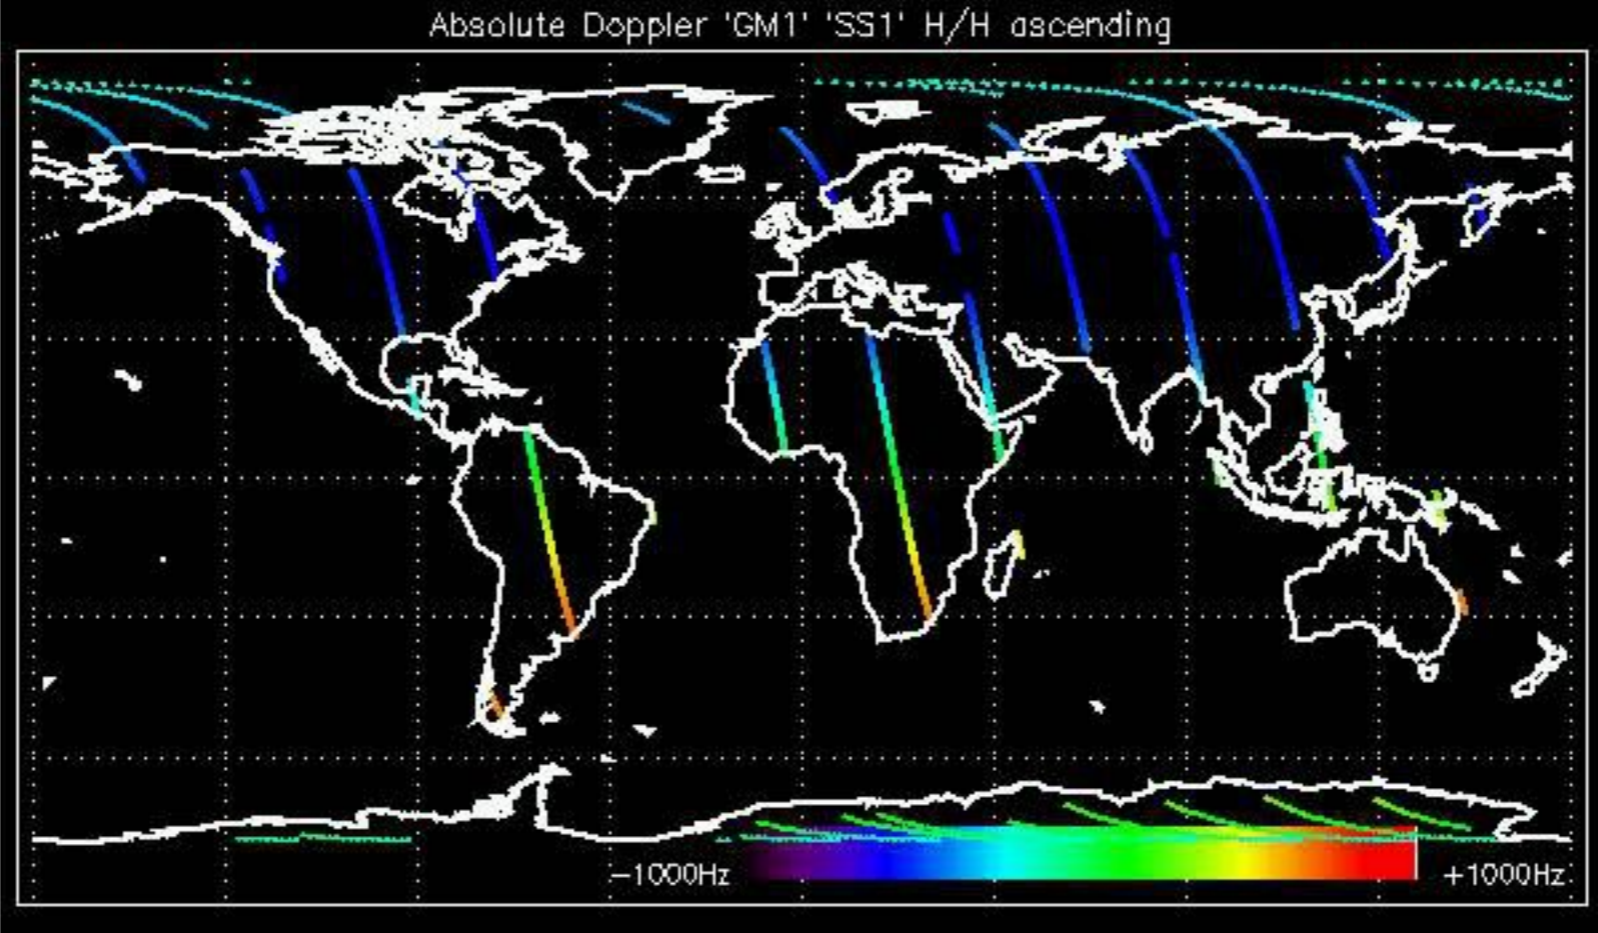 Absolute Doppler 'GM1' 'SS1' H/H ascending
−1000Hz
+1000Hz